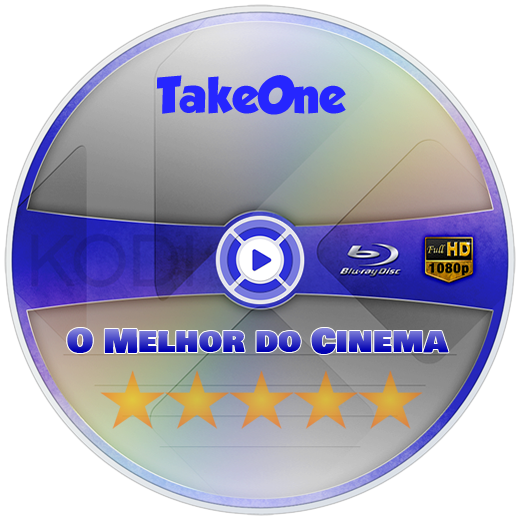 TakeOne
KODI
Blu-ray Disc
Full HD
1080p
O MELHOR DO CINEMA